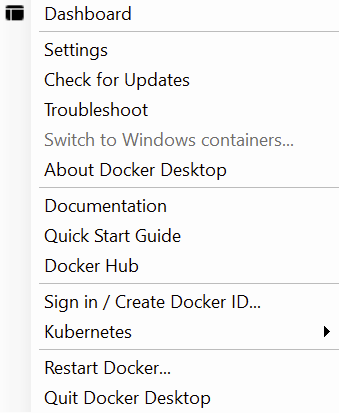 Dashboard
Settings
Check for Updates
Troubleshoot
Switch to Windows containers...
About Docker Desktop
Documentation
Quick Start Guide
Docker Hub
Sign in / Create Docker ID...
Kubernetes
Restart Docker...
Quit Docker Desktop